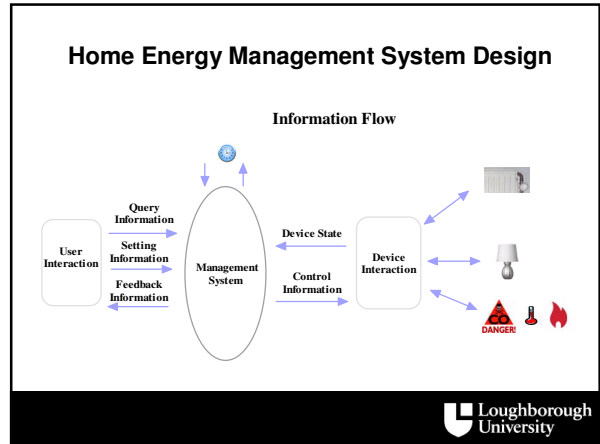 Home Energy Management System Design
Information Flow
Query
Information
Setting
Information
Feedback
Information
User
Interaction
Management
System
Device State
Control
Information
Device
Interaction
CO
DANGER!
Loughborough
University